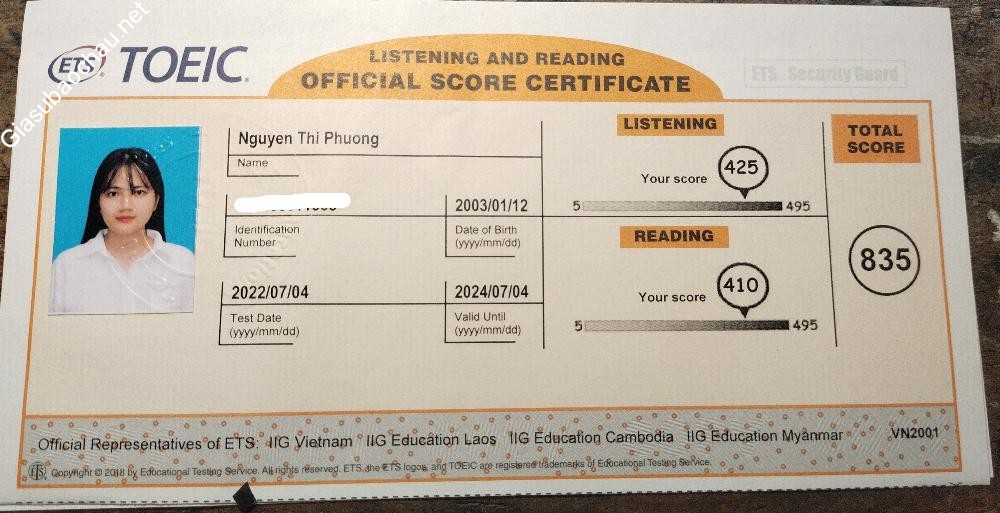 Giasubaochau.net
ETS TOEIC
LISTENING AND READING
OFFICIAL SCORE CERTIFICATE
ETS Security Guard
Nguyen Thi Phuong
Name
Identification
Number
2003/01/12
Date of Birth
(yyyy/mm/dd)
2022/07/04
Test Date
(yyyy/mm/dd)
2024/07/04
Valid Until
(yyyy/mm/dd)
LISTENING
Your score
425
5
495
READING
Your score
410
5
495
TOTAL
SCORE
835
Official Representatives of ETS: IIG Vietnam IIG Education Laos IIG Education Cambodia IIG Education Myanmar
VN2001
ETS Copyright © 2018 by Educational Testing Service. All rights reserved. ETS, the ETS logos, and TOEIC are registered trademarks of Educational Testing Service.